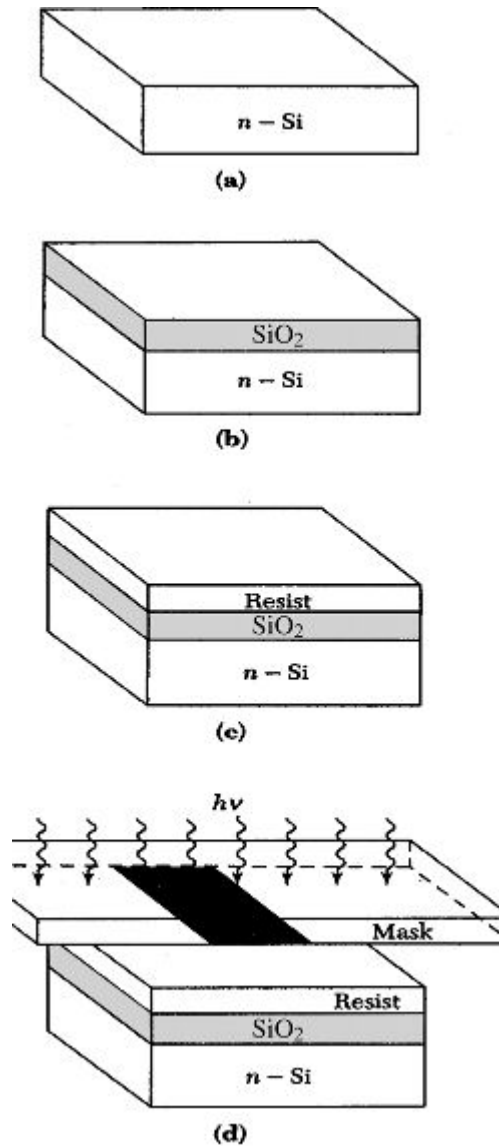 n – Si
(a)
SiO₂
n – Si
(b)
Resist
SiO₂
n – Si
(c)
hν
Mask
Resist
SiO₂
n – Si
(d)